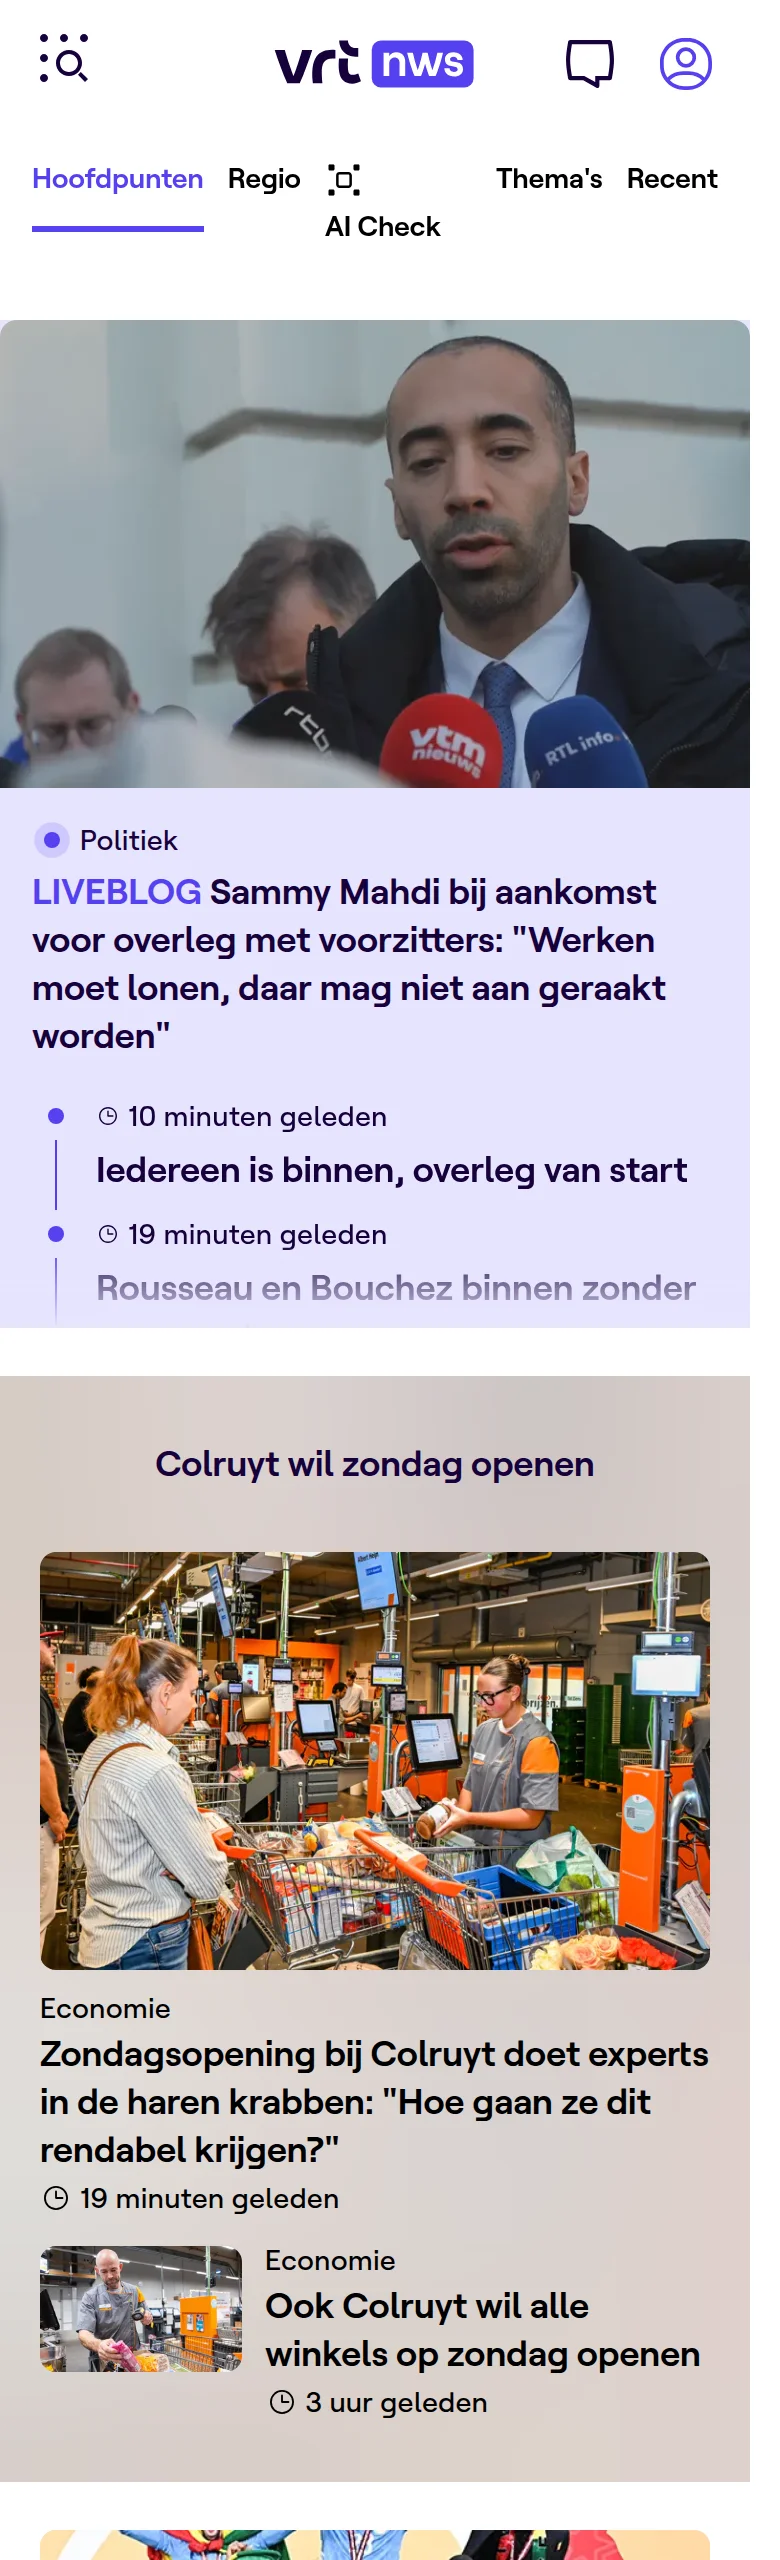 vrt nws
Hoofdpunten Regio AI Check Thema's Recent
rtbf
vtm
nieuws
RTL info.
Politiek
LIVEBLOG Sammy Mahdi bij aankomst
voor overleg met voorzitters: "Werken
moet lonen, daar mag niet aan geraakt
worden"
10 minuten geleden
Iedereen is binnen, overleg van start
19 minuten geleden
Rousseau en Bouchez binnen zonder
Colruyt wil zondag openen
Economie
Zondagsopening bij Colruyt doet experts
in de haren krabben: "Hoe gaan ze dit
rendabel krijgen?"
19 minuten geleden
Economie
Ook Colruyt wil alle
winkels op zondag openen
3 uur geleden